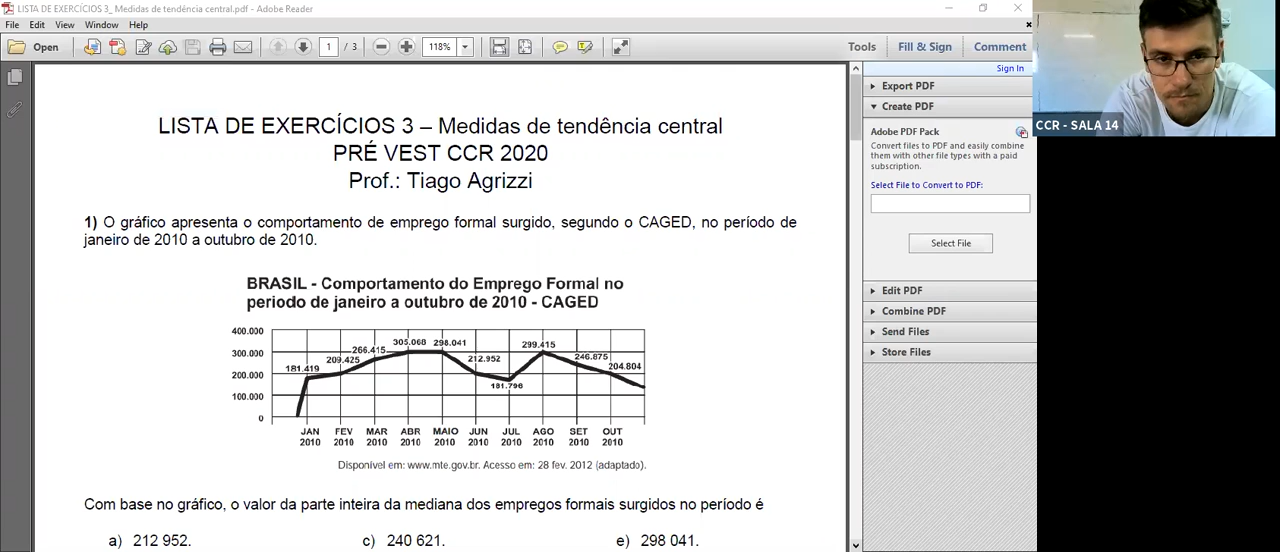 LISTA DE EXERCÍCIOS 3_ Medidas de tendência central.pdf - Adobe Reader
File Edit View Window Help
Open 1 / 3 118% Tools Fill & Sign Comment
Sign In
Export PDF
Create PDF
Adobe PDF Pack
Convert files to PDF and easily combine
them with other file types with a paid
subscription.
Select File to Convert to PDF:
Select File
Edit PDF
Combine PDF
Send Files
Store Files
CCR - SALA 14
LISTA DE EXERCÍCIOS 3 – Medidas de tendência central
PRÉ VEST CCR 2020
Prof.: Tiago Agrizzi
1) O gráfico apresenta o comportamento de emprego formal surgido, segundo o CAGED, no período de
janeiro de 2010 a outubro de 2010.
BRASIL - Comportamento do Emprego Formal no
periodo de janeiro a outubro de 2010 - CAGED
400.000
300.000
200.000
100.000
0
181.419 209.425 266.415 305.068 298.041 212.952 181.796 299.415 246.875 204.804
JAN FEV MAR ABR MAIO JUN JUL AGO SET OUT
2010 2010 2010 2010 2010 2010 2010 2010 2010 2010
Disponível em: www.mte.gov.br. Acesso em: 28 fev. 2012 (adaptado).
Com base no gráfico, o valor da parte inteira da mediana dos empregos formais surgidos no período é
a) 212 952. c) 240 621. e) 298 041.